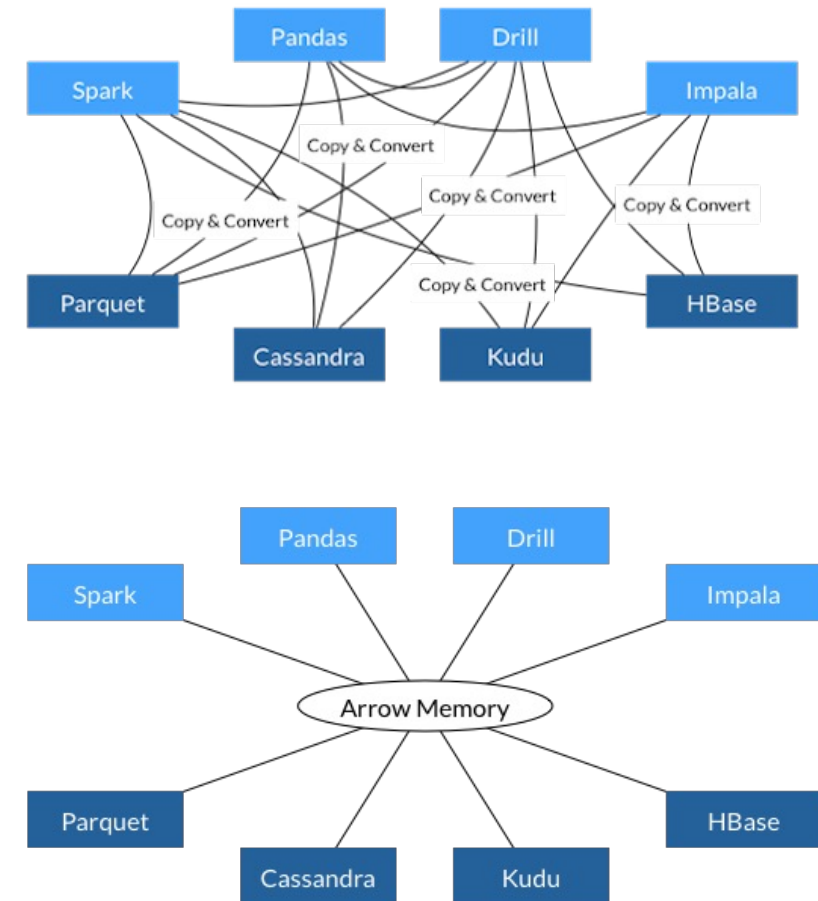 Pandas
Drill
Spark
Impala
Copy & Convert
Copy & Convert
Copy & Convert
Copy & Convert
Copy & Convert
Parquet
HBase
Cassandra
Kudu
Pandas
Drill
Spark
Impala
Arrow Memory
Parquet
HBase
Cassandra
Kudu